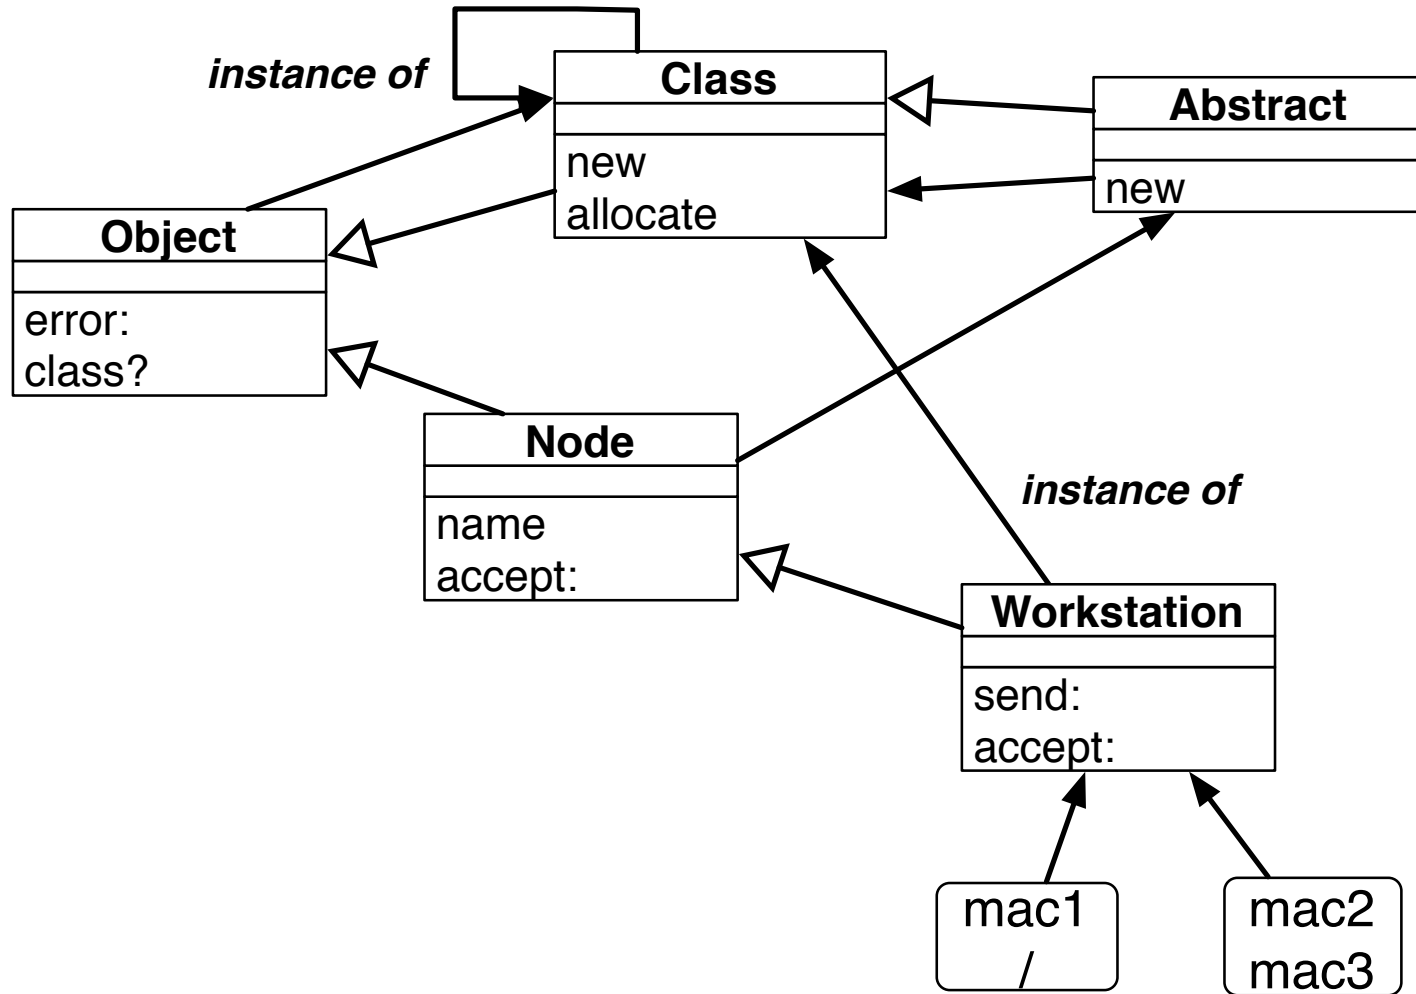 instance of
Class
new
allocate
Abstract
new
Object
error:
class?
Node
name
accept:
instance of
Workstation
send:
accept:
mac1
/
mac2
mac3